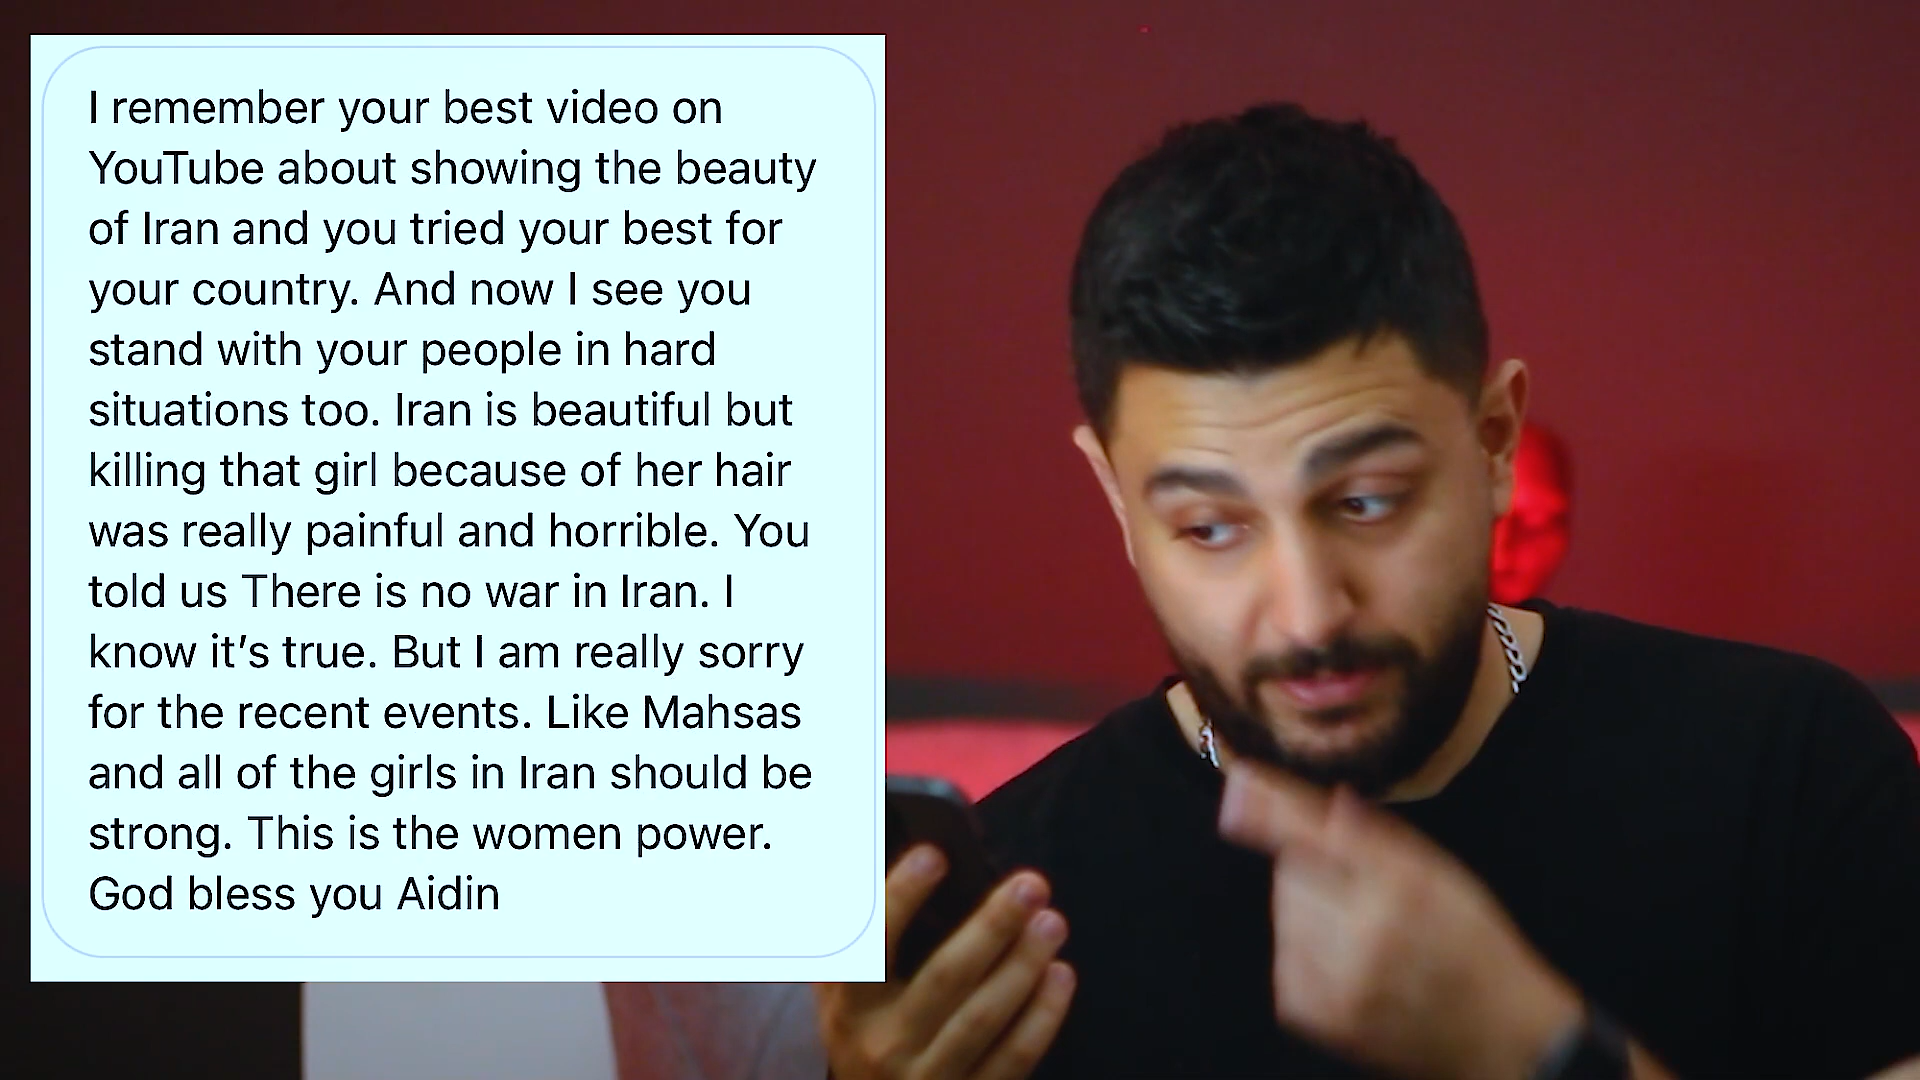 I remember your best video on
YouTube about showing the beauty
of Iran and you tried your best for
your country. And now I see you
stand with your people in hard
situations too. Iran is beautiful but
killing that girl because of her hair
was really painful and horrible. You
told us There is no war in Iran. I
know it’s true. But I am really sorry
for the recent events. Like Mahsas
and all of the girls in Iran should be
strong. This is the women power.
God bless you Aidin